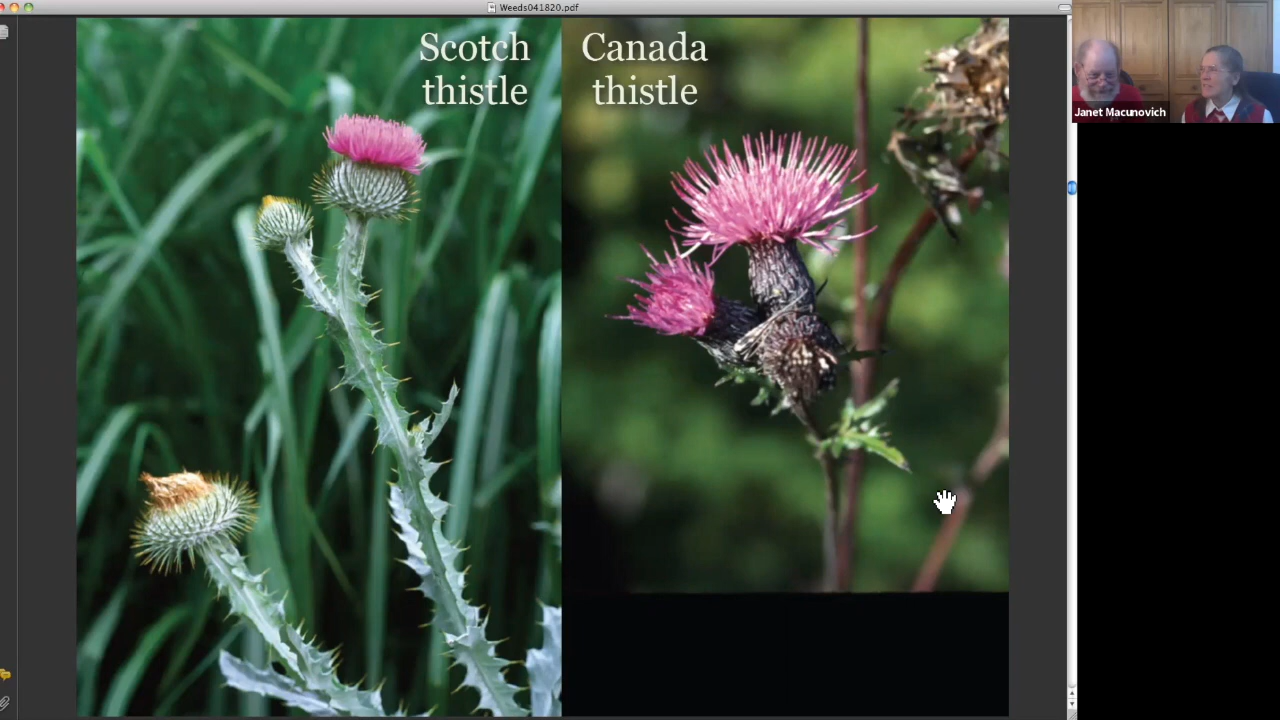 Weeds041820.pdf
Scotch
thistle
Canada
thistle
Janet Macunovich